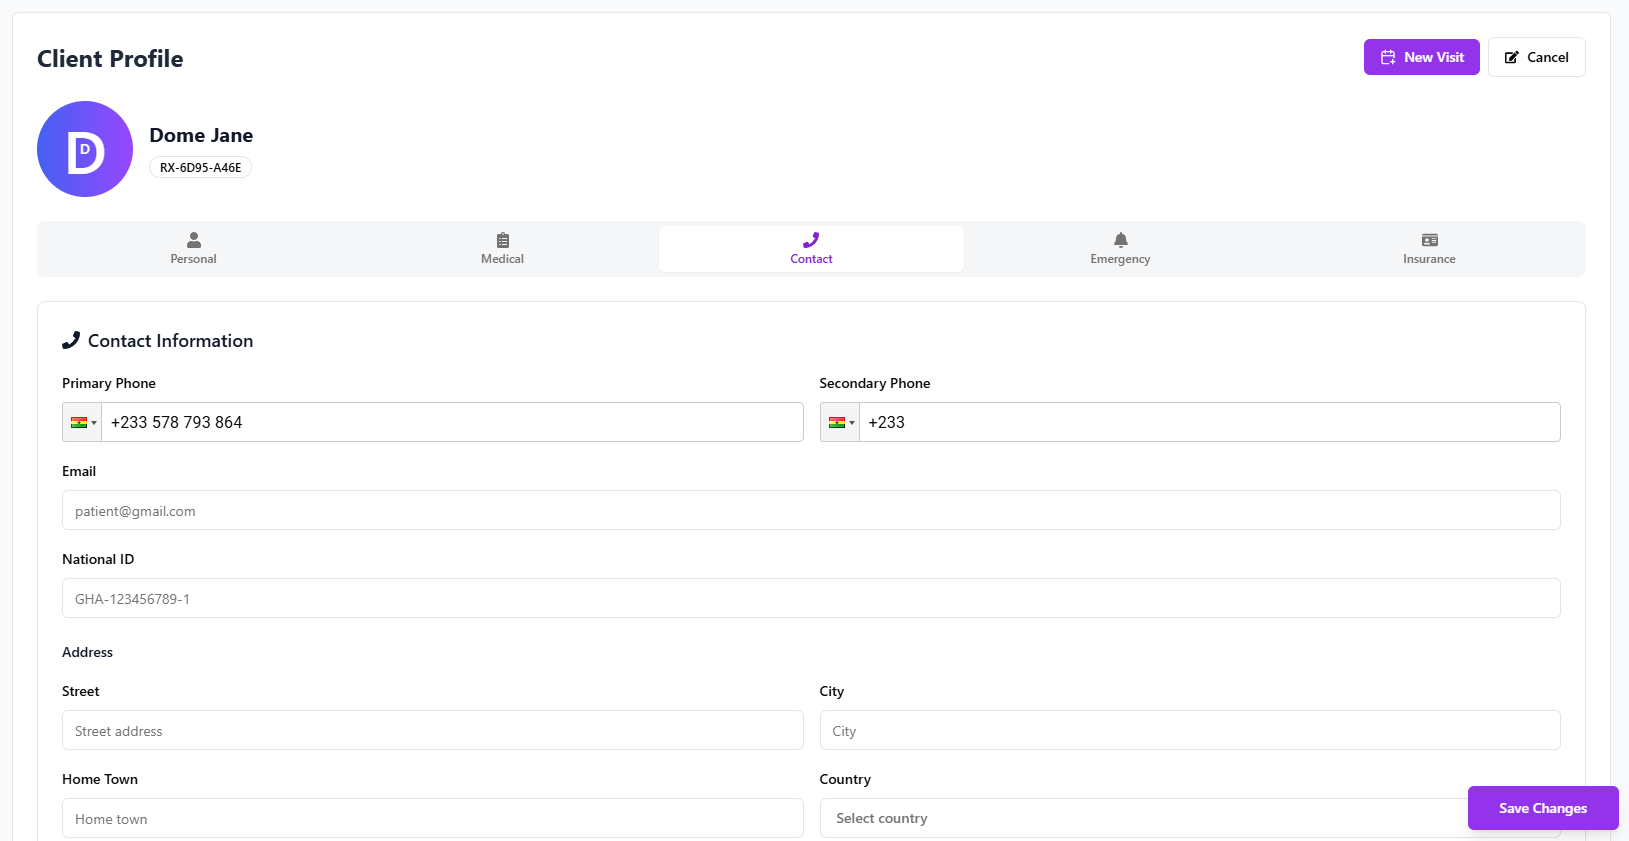 Client Profile
New Visit
Cancel
D
D
Dome Jane
RX-6D95-A46E
Personal
Medical
Contact
Emergency
Insurance
Contact Information
Primary Phone
Secondary Phone
+233 578 793 864
+233
Email
patient@gmail.com
National ID
GHA-123456789-1
Address
Street
City
Street address
City
Home Town
Country
Home town
Select country
Save Changes